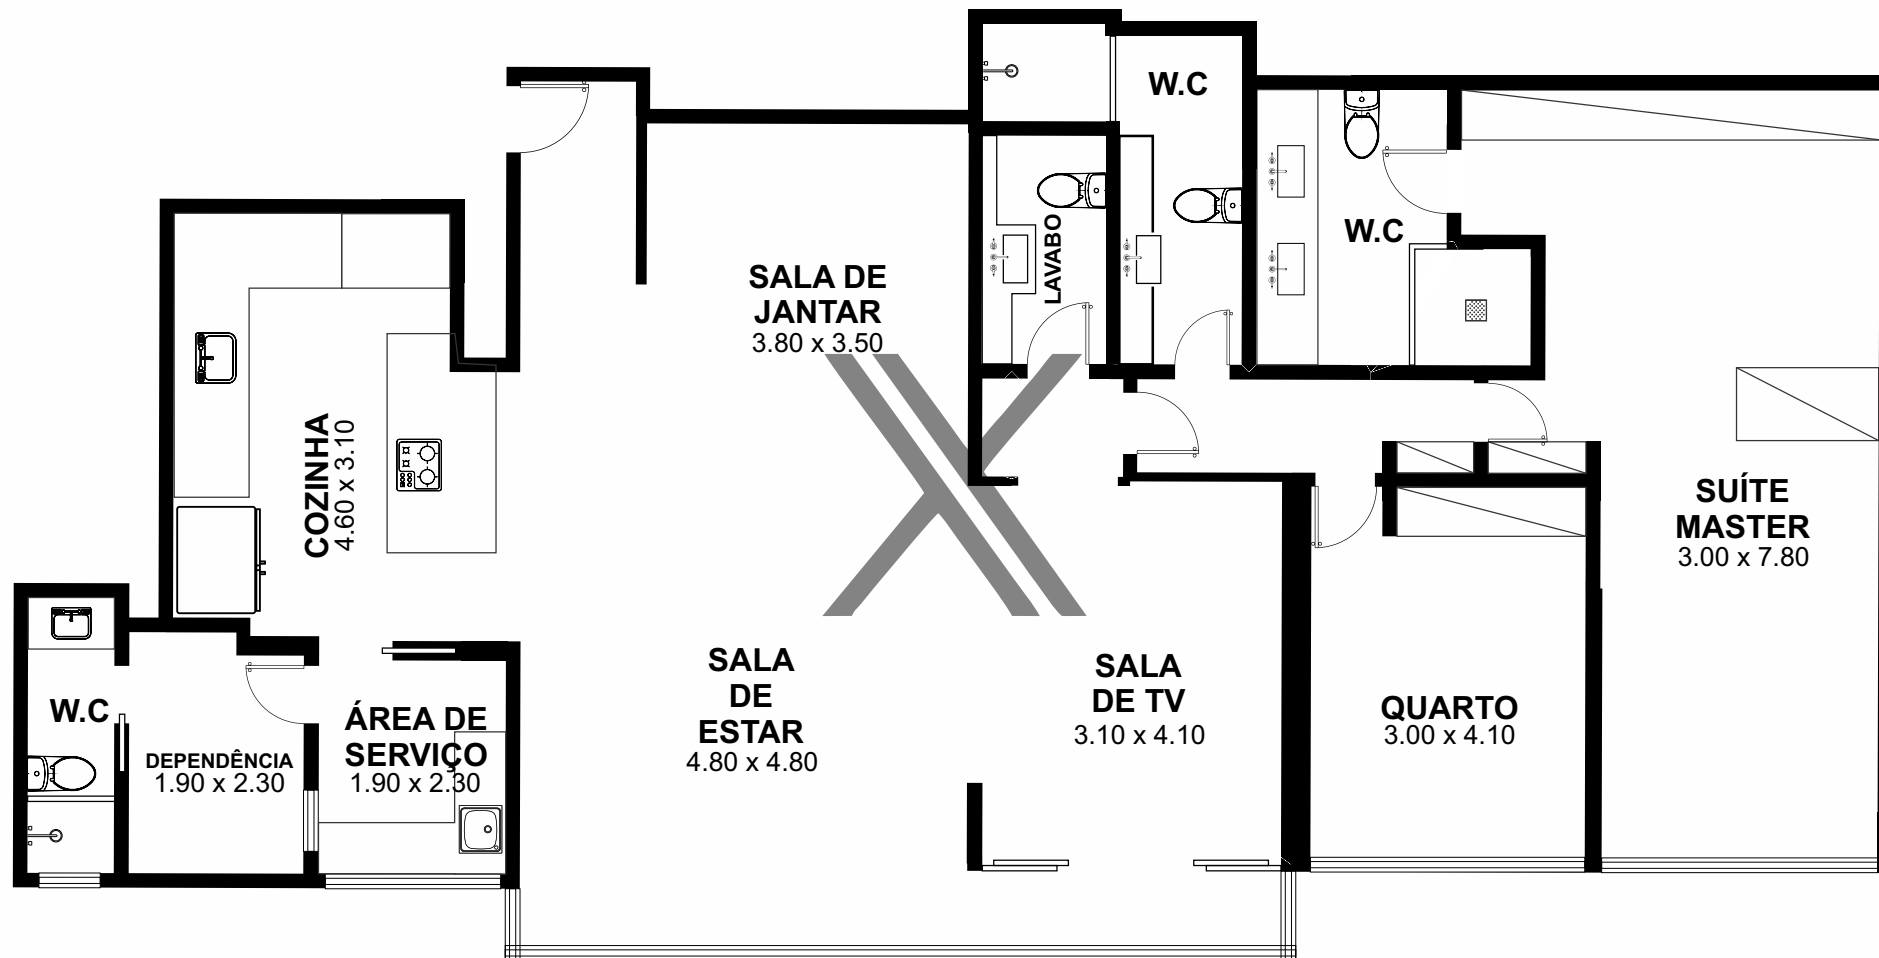 W.C
W.C
LAVABO
SALA DE
JANTAR
3.80 x 3.50
COZINHA
4.60 x 3.10
SUÍTE
MASTER
3.00 x 7.80
SALA
DE
ESTAR
4.80 x 4.80
SALA
DE TV
3.10 x 4.10
QUARTO
3.00 x 4.10
W.C
DEPENDÊNCIA
1.90 x 2.30
ÁREA DE
SERVIÇO
1.90 x 2.30